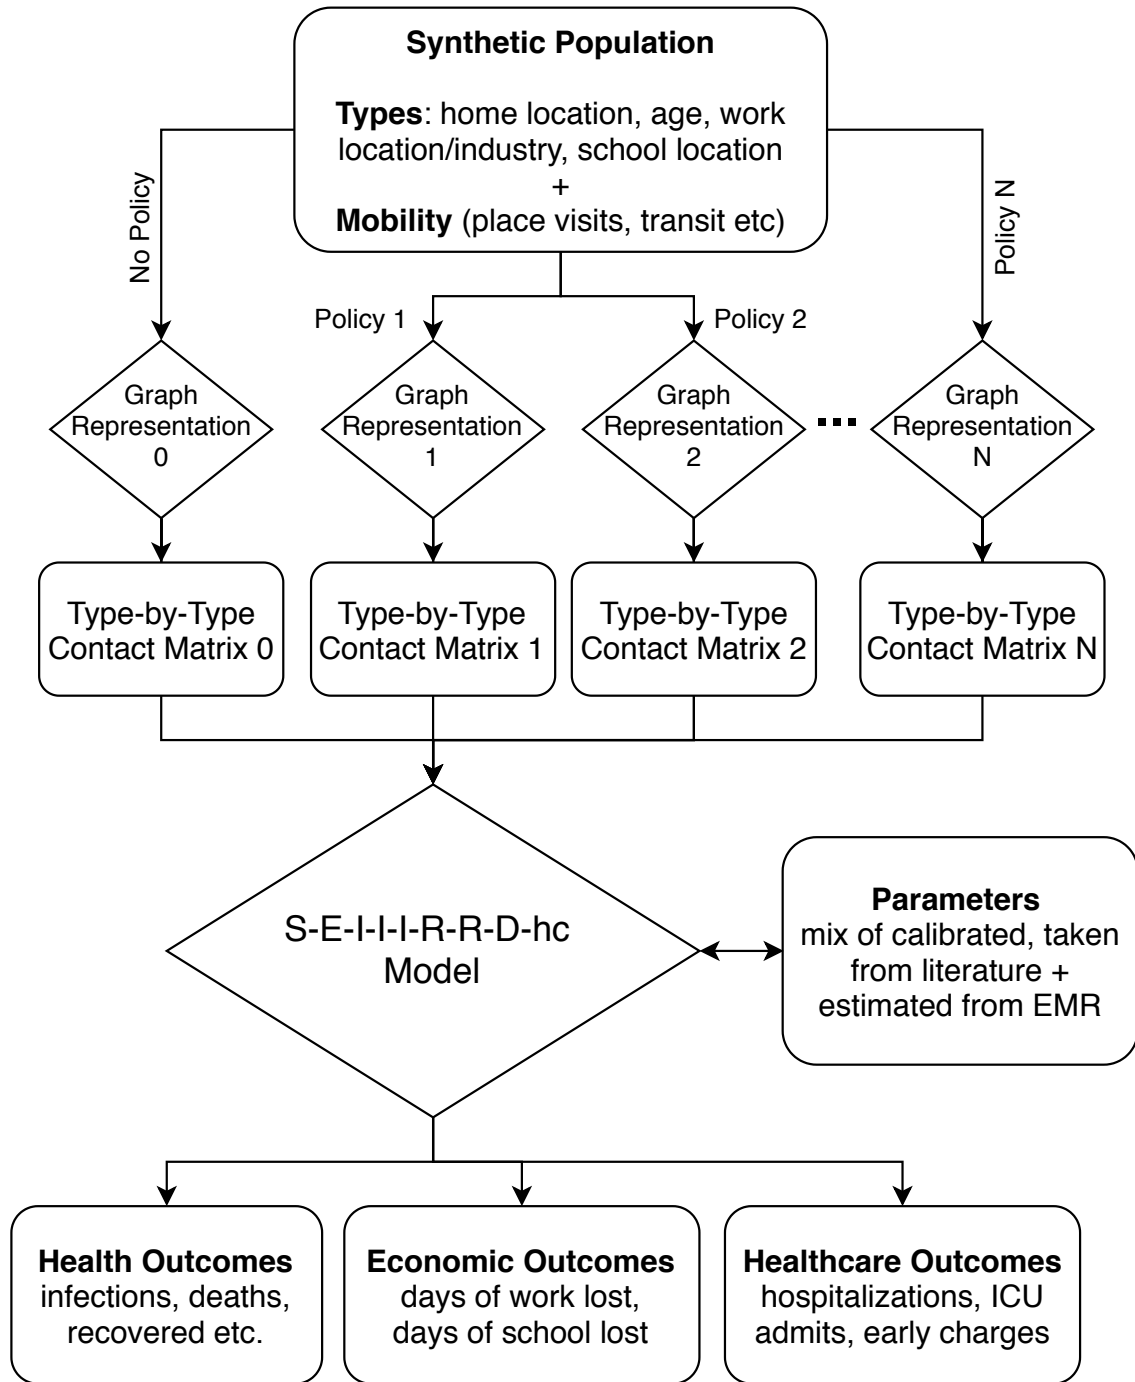 Synthetic Population
Types: home location, age, work
location/industry, school location
+
Mobility (place visits, transit etc)
No Policy
Policy N
Policy 1
Policy 2
Graph
Representation
0
Graph
Representation
1
Graph
Representation
2
...
Graph
Representation
N
Type-by-Type
Contact Matrix 0
Type-by-Type
Contact Matrix 1
Type-by-Type
Contact Matrix 2
Type-by-Type
Contact Matrix N
S-E-I-I-I-R-R-D-hc
Model
Parameters
mix of calibrated, taken
from literature +
estimated from EMR
Health Outcomes
infections, deaths,
recovered etc.
Economic Outcomes
days of work lost,
days of school lost
Healthcare Outcomes
hospitalizations, ICU
admits, early charges